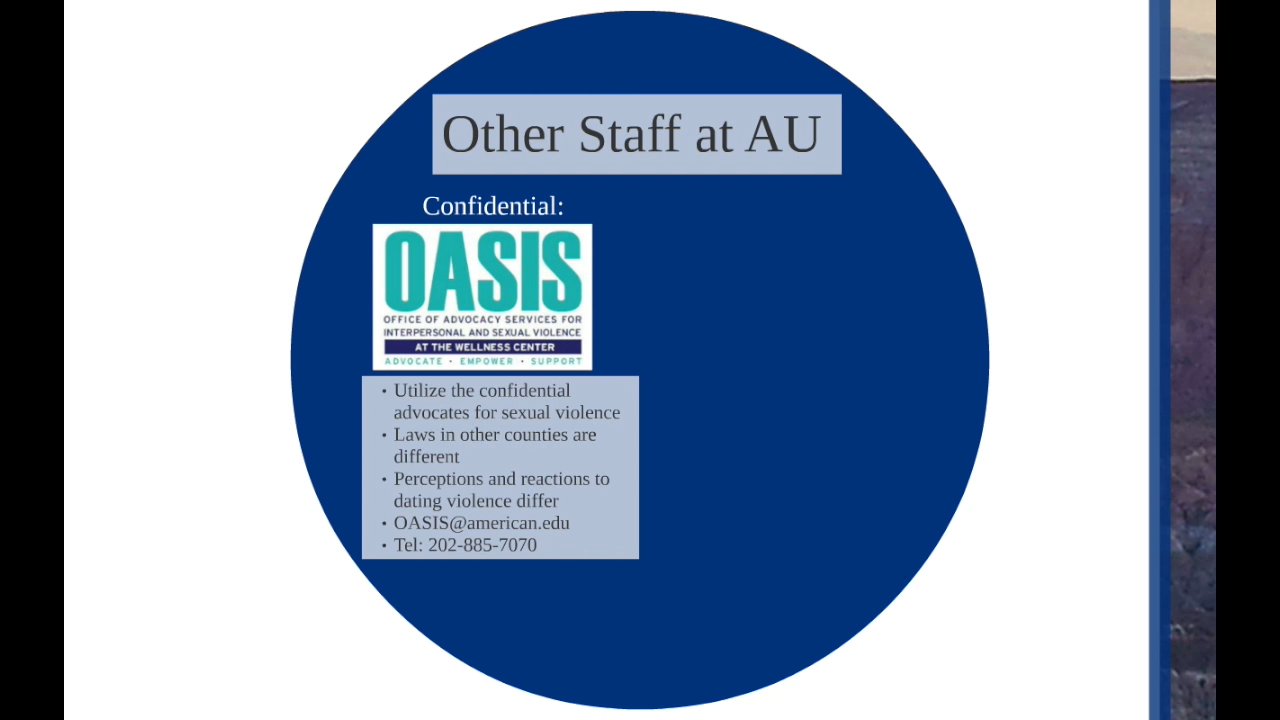 Other Staff at AU
Confidential:
OASIS
OFFICE OF ADVOCACY SERVICES FOR
INTERPERSONAL AND SEXUAL VIOLENCE
AT THE WELLNESS CENTER
ADVOCATE • EMPOWER • SUPPORT
• Utilize the confidential
advocates for sexual violence
• Laws in other counties are
different
• Perceptions and reactions to
dating violence differ
• OASIS@american.edu
• Tel: 202-885-7070